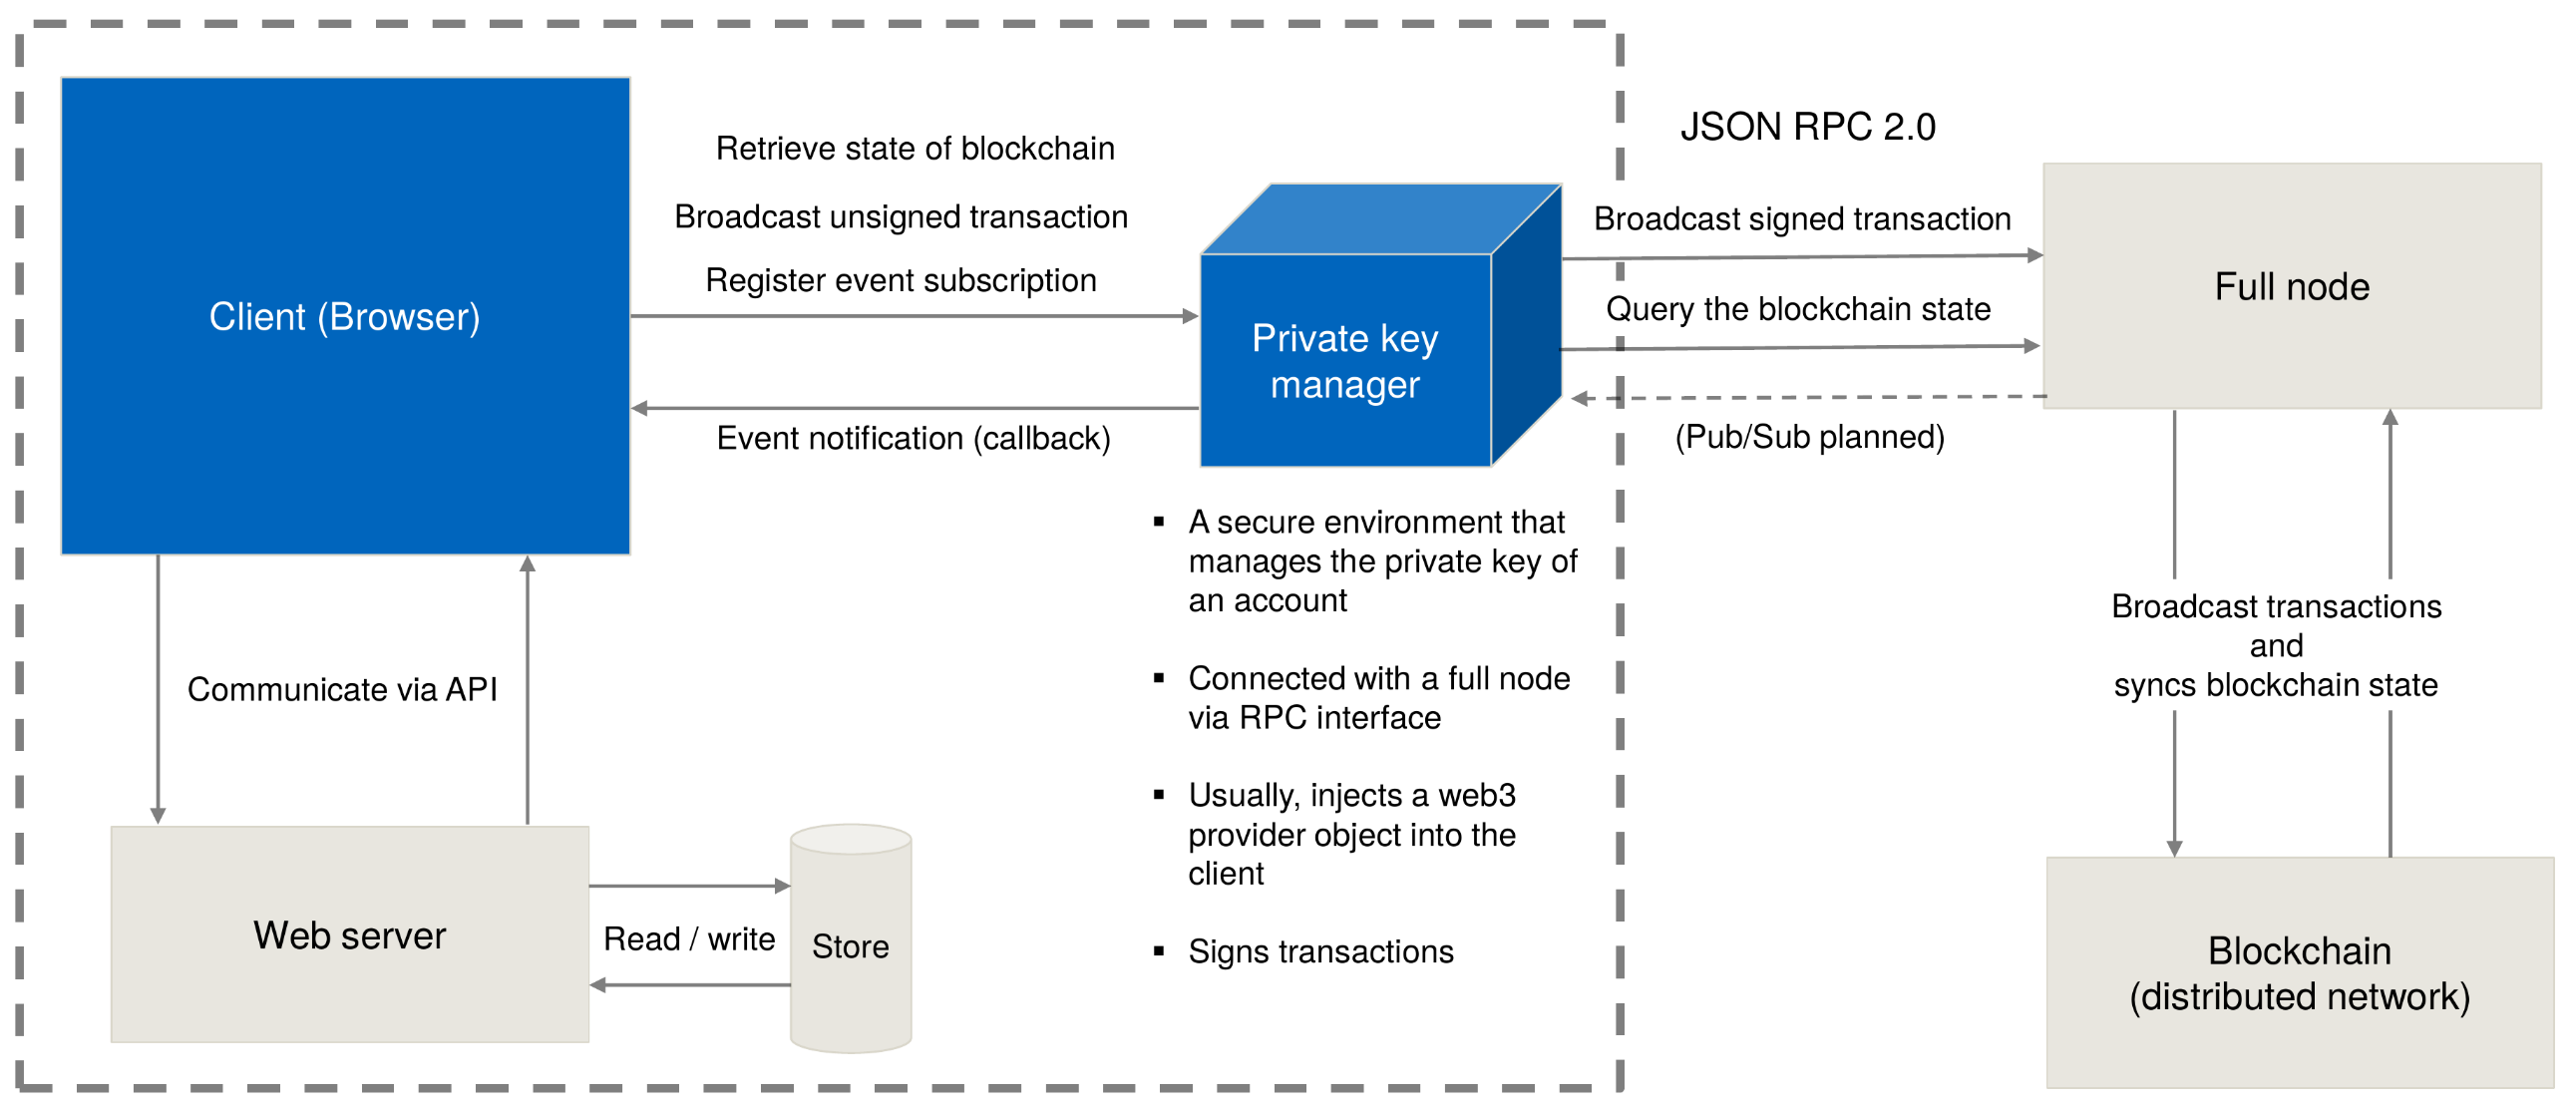 JSON RPC 2.0
Retrieve state of blockchain
Broadcast unsigned transaction
Register event subscription
Client (Browser)
Private key
manager
Event notification (callback)
Broadcast signed transaction
Query the blockchain state
(Pub/Sub planned)
Full node
▪ A secure environment that
manages the private key of
an account
▪ Connected with a full node
via RPC interface
▪ Usually, injects a web3
provider object into the
client
▪ Signs transactions
Broadcast transactions
and
syncs blockchain state
Communicate via API
Web server
Read / write
Store
Blockchain
(distributed network)